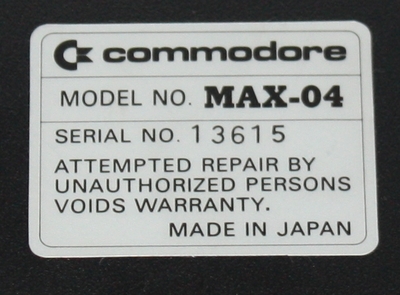 commodore
MODEL NO. MAX-04
SERIAL NO. 13615
ATTEMPTED REPAIR BY
UNAUTHORIZED PERSONS
VOIDS WARRANTY.
MADE IN JAPAN